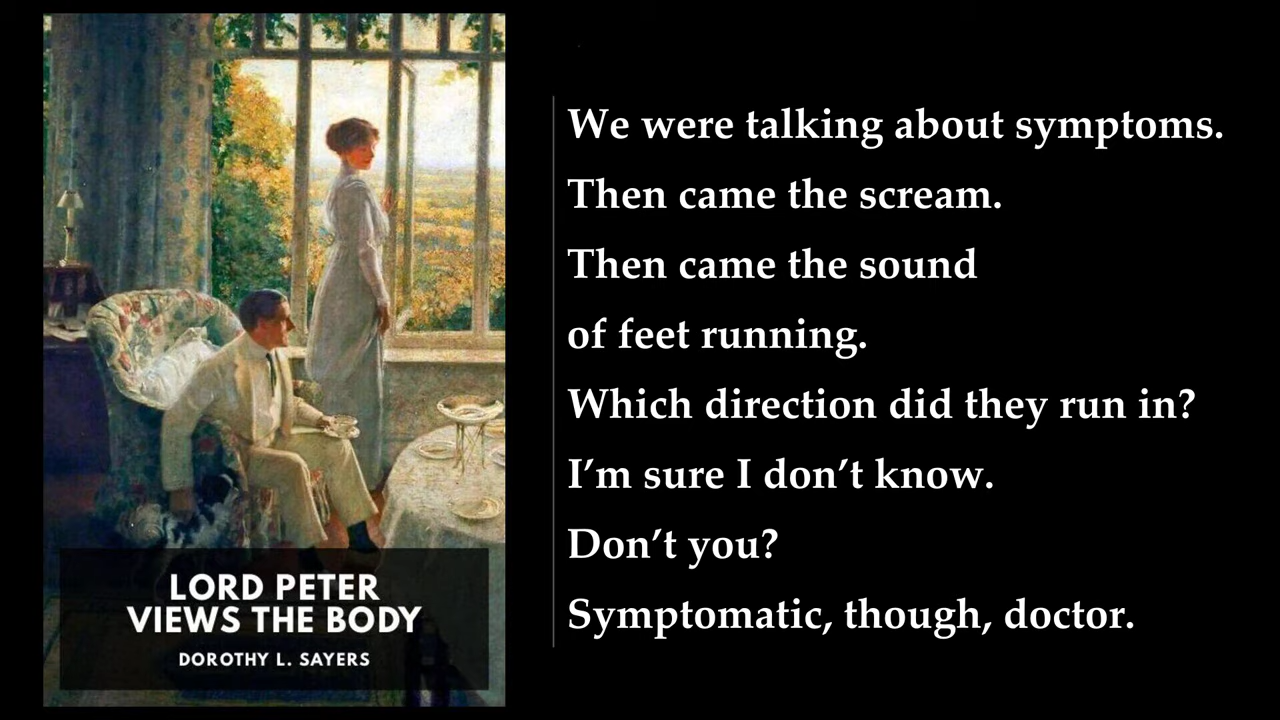 LORD PETER
VIEWS THE BODY
DOROTHY L. SAYERS
We were talking about symptoms.
Then came the scream.
Then came the sound
of feet running.
Which direction did they run in?
I’m sure I don’t know.
Don’t you?
Symptomatic, though, doctor.